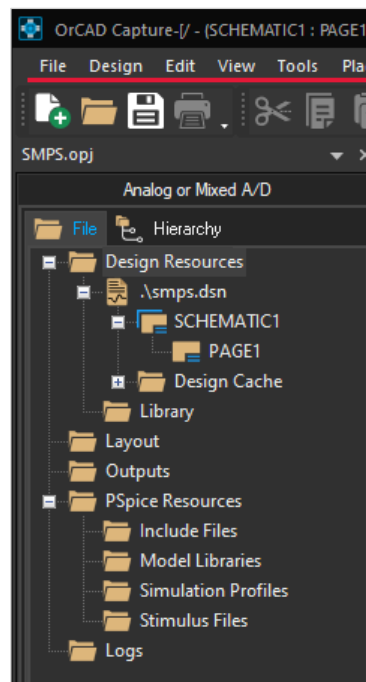 OrCAD Capture-[/ - (SCHEMATIC1 : PAGE1
File Design Edit View Tools Pla
SMPS.opj
Analog or Mixed A/D
File Hierarchy
Design Resources
.\smps.dsn
SCHEMATIC1
PAGE1
Design Cache
Library
Layout
Outputs
PSpice Resources
Include Files
Model Libraries
Simulation Profiles
Stimulus Files
Logs